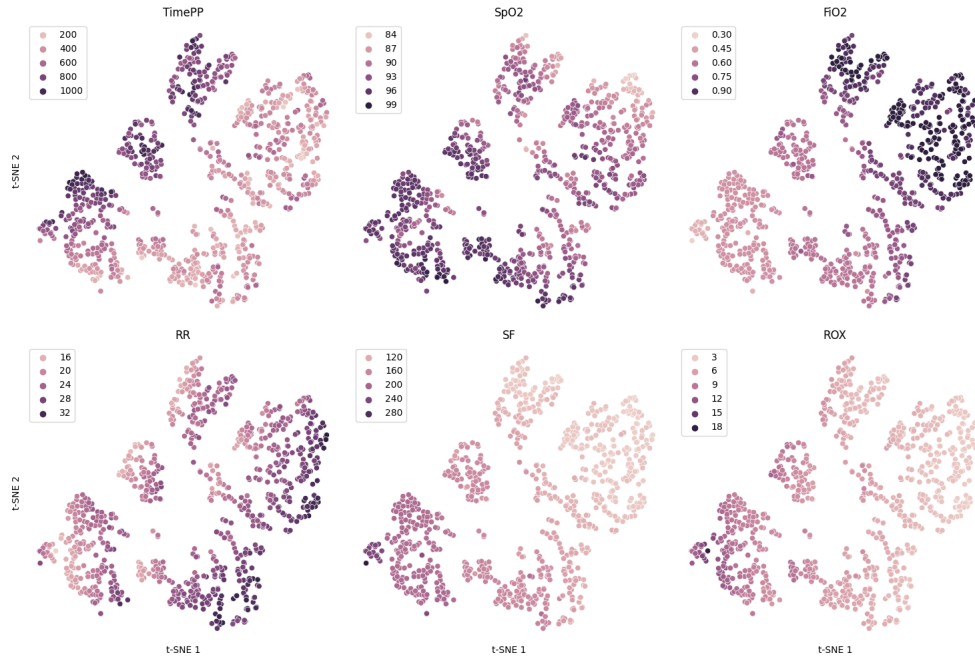 TimePP
SpO2
FiO2
200
400
600
800
1000
84
87
90
93
96
99
0.30
0.45
0.60
0.75
0.90
t-SNE 2
RR
SF
ROX
16
20
24
28
32
120
160
200
240
280
3
6
9
12
15
18
t-SNE 2
t-SNE 1
t-SNE 1
t-SNE 1